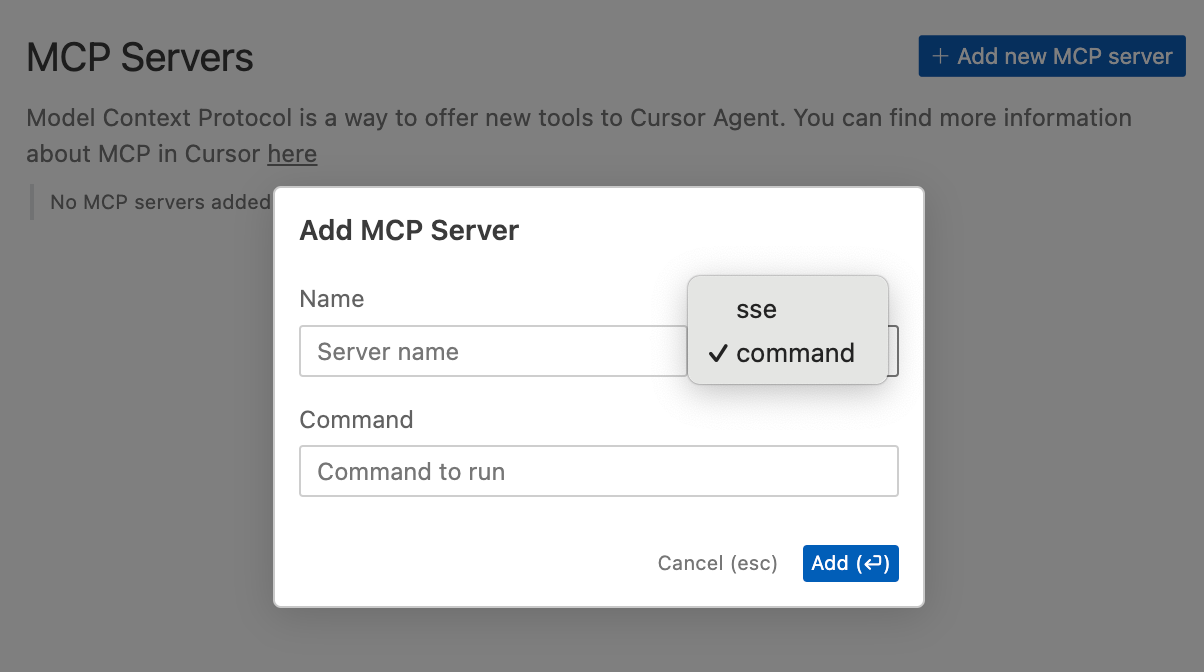 MCP Servers
+ Add new MCP server
Model Context Protocol is a way to offer new tools to Cursor Agent. You can find more information
about MCP in Cursor here
No MCP servers added
Add MCP Server
Name
sse
Server name
✓ command
Command
Command to run
Cancel (esc)
Add (⏎)